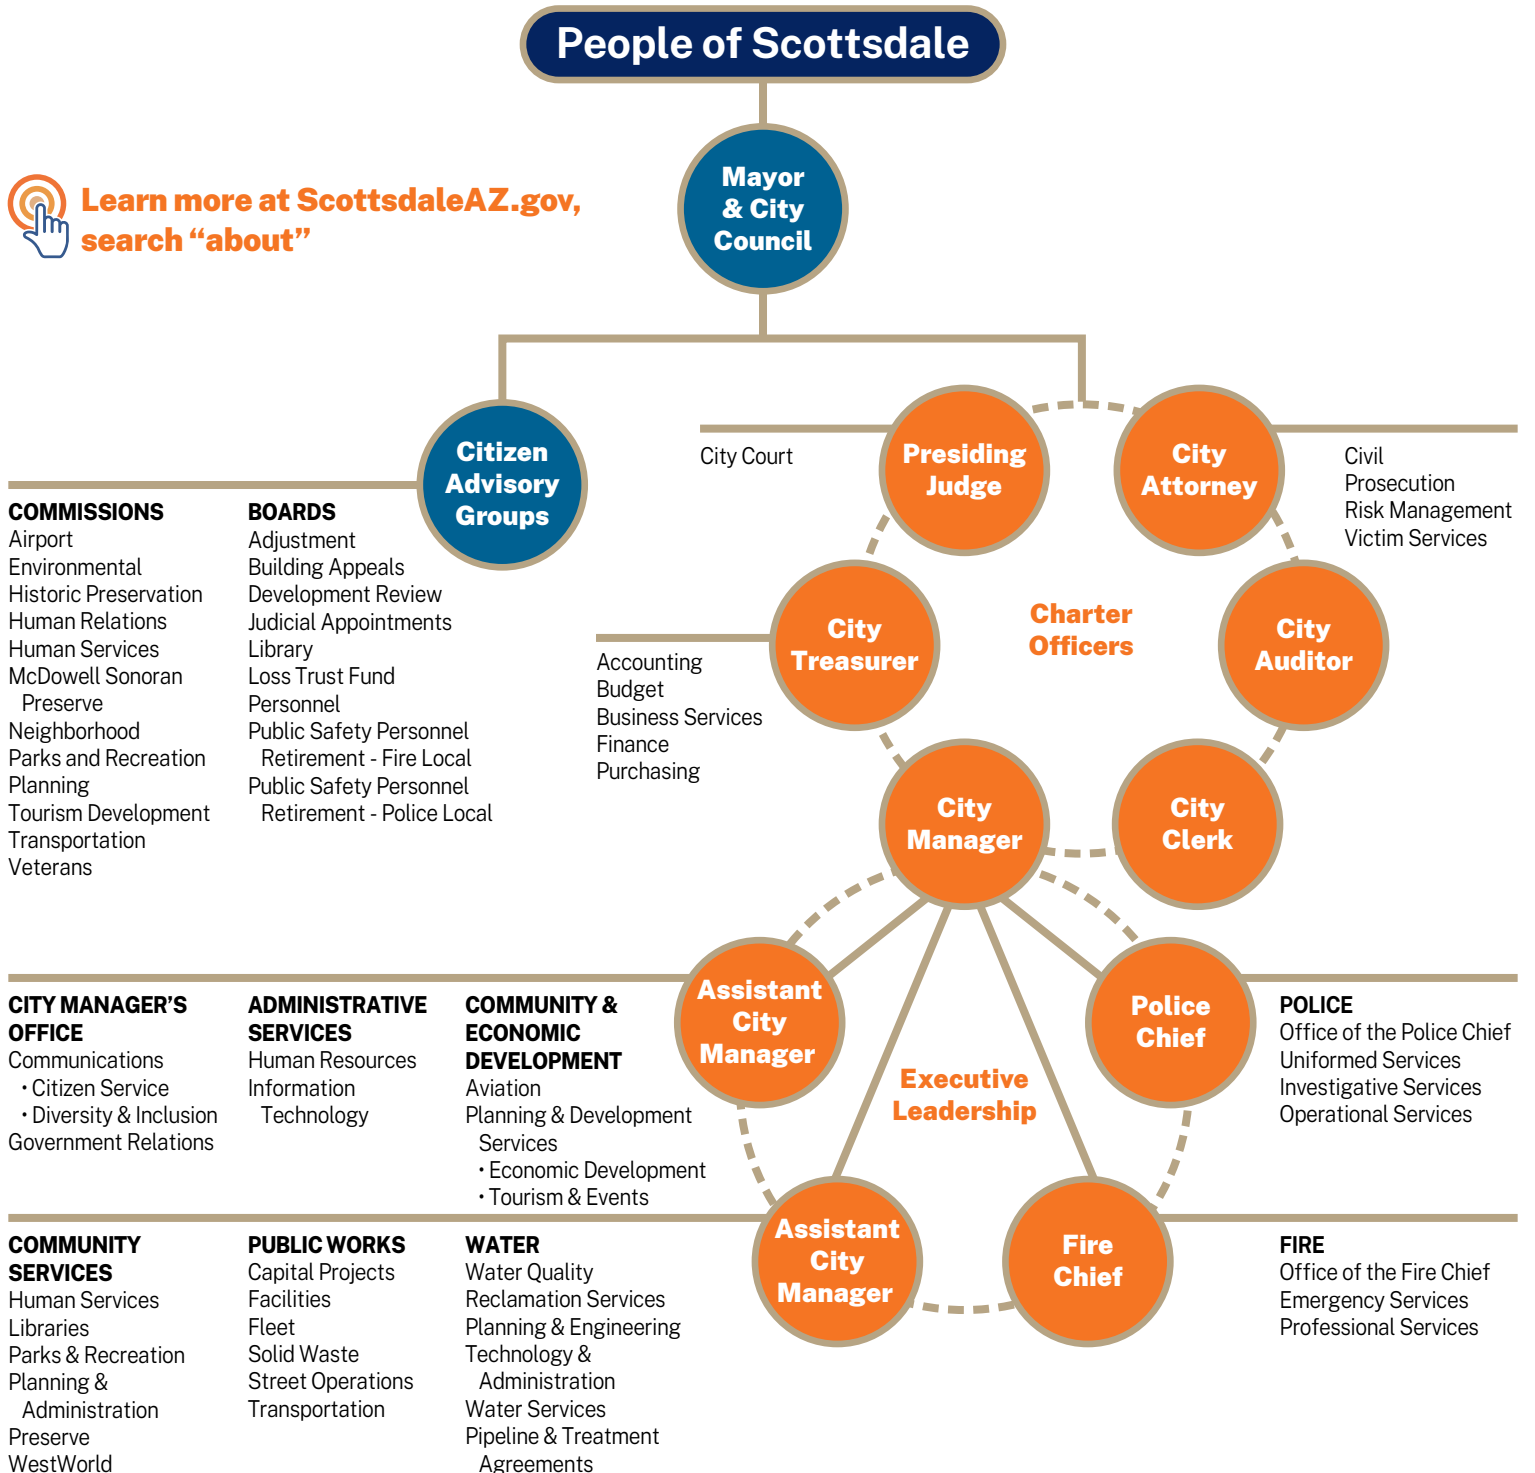 People of Scottsdale
Mayor
& City
Council
Learn more at ScottsdaleAZ.gov,
search “about”
Citizen
Advisory
Groups
COMMISSIONS
Airport
Environmental
Historic Preservation
Human Relations
Human Services
McDowell Sonoran
Preserve
Neighborhood
Parks and Recreation
Planning
Tourism Development
Transportation
Veterans
BOARDS
Adjustment
Building Appeals
Development Review
Judicial Appointments
Library
Loss Trust Fund
Personnel
Public Safety Personnel
Retirement - Fire Local
Public Safety Personnel
Retirement - Police Local
City Court
Presiding
Judge
City
Attorney
Civil
Prosecution
Risk Management
Victim Services
Charter
Officers
City
Treasurer
Accounting
Budget
Business Services
Finance
Purchasing
City
Auditor
City
Manager
City
Clerk
Assistant
City
Manager
CITY MANAGER’S
OFFICE
Communications
• Citizen Service
• Diversity & Inclusion
Government Relations
ADMINISTRATIVE
SERVICES
Human Resources
Information
Technology
COMMUNITY &
ECONOMIC
DEVELOPMENT
Aviation
Planning & Development
Services
• Economic Development
• Tourism & Events
Executive
Leadership
Police
Chief
POLICE
Office of the Police Chief
Uniformed Services
Investigative Services
Operational Services
Assistant
City
Manager
COMMUNITY
SERVICES
Human Services
Libraries
Parks & Recreation
Planning &
Administration
Preserve
WestWorld
PUBLIC WORKS
Capital Projects
Facilities
Fleet
Solid Waste
Street Operations
Transportation
WATER
Water Quality
Reclamation Services
Planning & Engineering
Technology &
Administration
Water Services
Pipeline & Treatment
Agreements
Fire
Chief
FIRE
Office of the Fire Chief
Emergency Services
Professional Services